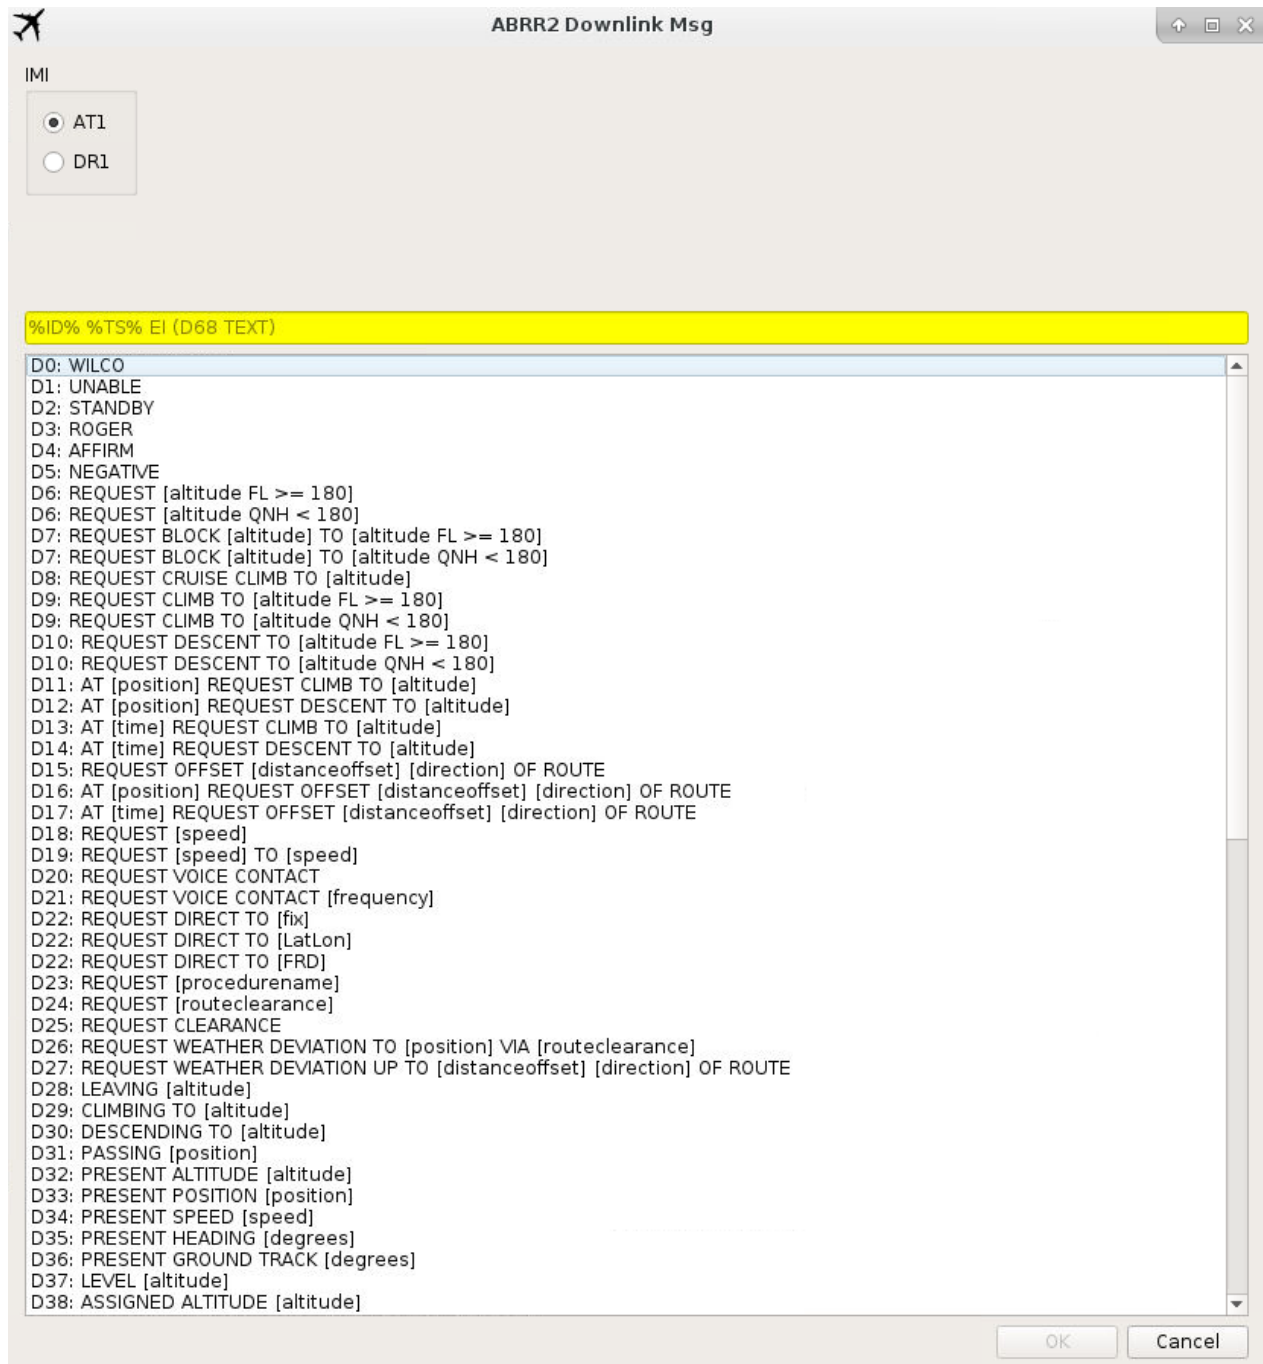 ABRR2 Downlink Msg
IMI
AT1
DR1
%ID% %TS% EI (D68 TEXT)
D0: WILCO
D1: UNABLE
D2: STANDBY
D3: ROGER
D4: AFFIRM
D5: NEGATIVE
D6: REQUEST [altitude FL >= 180]
D6: REQUEST [altitude QNH < 180]
D7: REQUEST BLOCK [altitude] TO [altitude FL >= 180]
D7: REQUEST BLOCK [altitude] TO [altitude QNH < 180]
D8: REQUEST CRUISE CLIMB TO [altitude]
D9: REQUEST CLIMB TO [altitude FL >= 180]
D9: REQUEST CLIMB TO [altitude QNH < 180]
D10: REQUEST DESCENT TO [altitude FL >= 180]
D10: REQUEST DESCENT TO [altitude QNH < 180]
D11: AT [position] REQUEST CLIMB TO [altitude]
D12: AT [position] REQUEST DESCENT TO [altitude]
D13: AT [time] REQUEST CLIMB TO [altitude]
D14: AT [time] REQUEST DESCENT TO [altitude]
D15: REQUEST OFFSET [distanceoffset] [direction] OF ROUTE
D16: AT [position] REQUEST OFFSET [distanceoffset] [direction] OF ROUTE
D17: AT [time] REQUEST OFFSET [distanceoffset] [direction] OF ROUTE
D18: REQUEST [speed]
D19: REQUEST [speed] TO [speed]
D20: REQUEST VOICE CONTACT
D21: REQUEST VOICE CONTACT [frequency]
D22: REQUEST DIRECT TO [fix]
D22: REQUEST DIRECT TO [LatLon]
D22: REQUEST DIRECT TO [FRD]
D23: REQUEST [procedurename]
D24: REQUEST [routeclearance]
D25: REQUEST CLEARANCE
D26: REQUEST WEATHER DEVIATION TO [position] VIA [routeclearance]
D27: REQUEST WEATHER DEVIATION UP TO [distanceoffset] [direction] OF ROUTE
D28: LEAVING [altitude]
D29: CLIMBING TO [altitude]
D30: DESCENDING TO [altitude]
D31: PASSING [position]
D32: PRESENT ALTITUDE [altitude]
D33: PRESENT POSITION [position]
D34: PRESENT SPEED [speed]
D35: PRESENT HEADING [degrees]
D36: PRESENT GROUND TRACK [degrees]
D37: LEVEL [altitude]
D38: ASSIGNED ALTITUDE [altitude]
OK Cancel